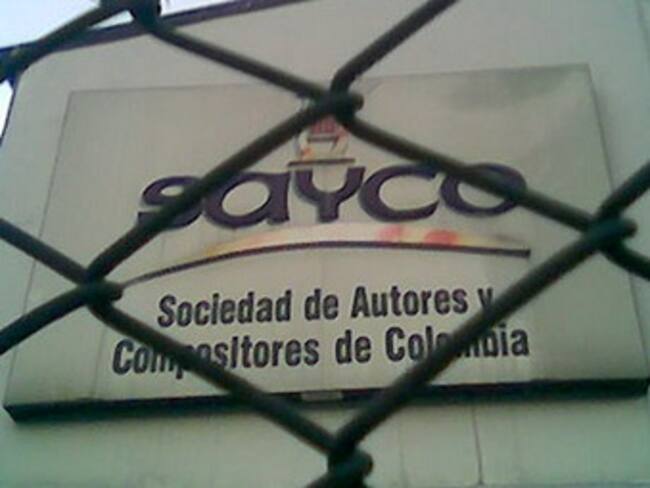 sayco
Sociedad de Autores y
Compositores de Colombia